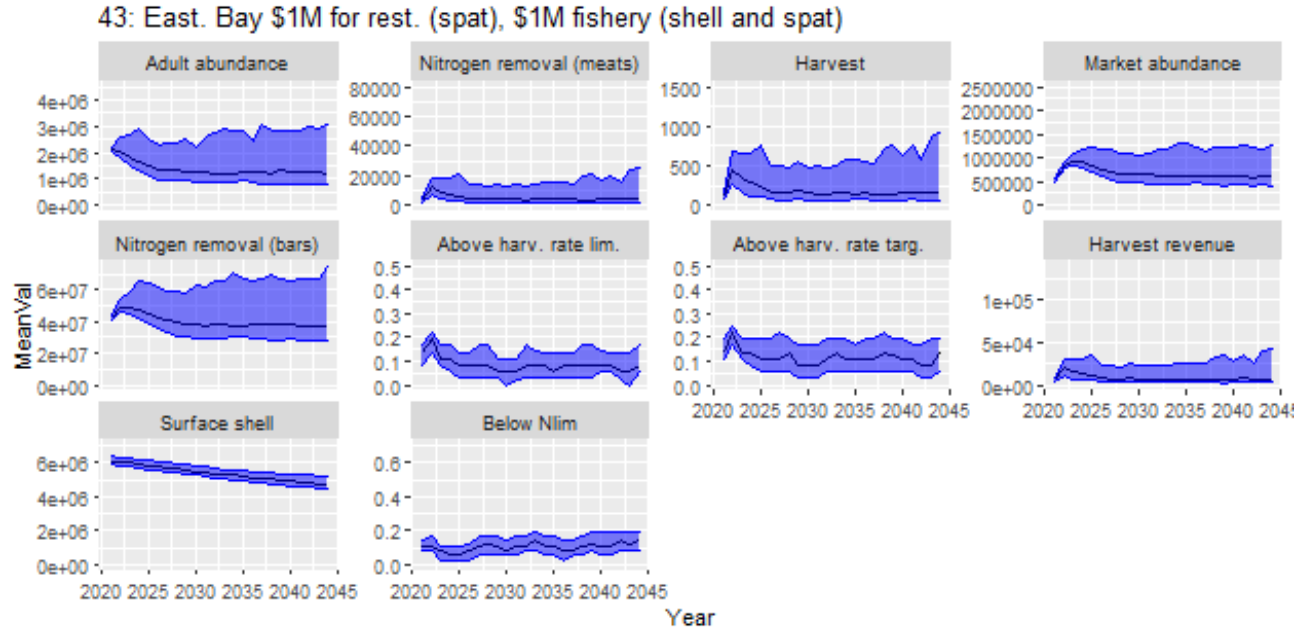 43: East. Bay $1M for rest. (spat), $1M fishery (shell and spat)
Adult abundance
Nitrogen removal (meats)
Harvest
Market abundance
4e+06
3e+06
2e+06
1e+06
0e+00
80000
60000
40000
20000
0
1500
1000
500
0
2500000
2000000
1500000
1000000
500000
0
Nitrogen removal (bars)
Above harv. rate lim.
Above harv. rate targ.
Harvest revenue
MeanVal
6e+07
4e+07
2e+07
0e+00
0.5
0.4
0.3
0.2
0.1
0.0
0.5
0.4
0.3
0.2
0.1
0.0
1e+05
5e+04
0e+00
2020 2025 2030 2035 2040 2045
2020 2025 2030 2035 2040 2045
Surface shell
Below Nlim
6e+06
4e+06
2e+06
0e+00
0.6
0.4
0.2
0.0
2020 2025 2030 2035 2040 2045
2020 2025 2030 2035 2040 2045
Year